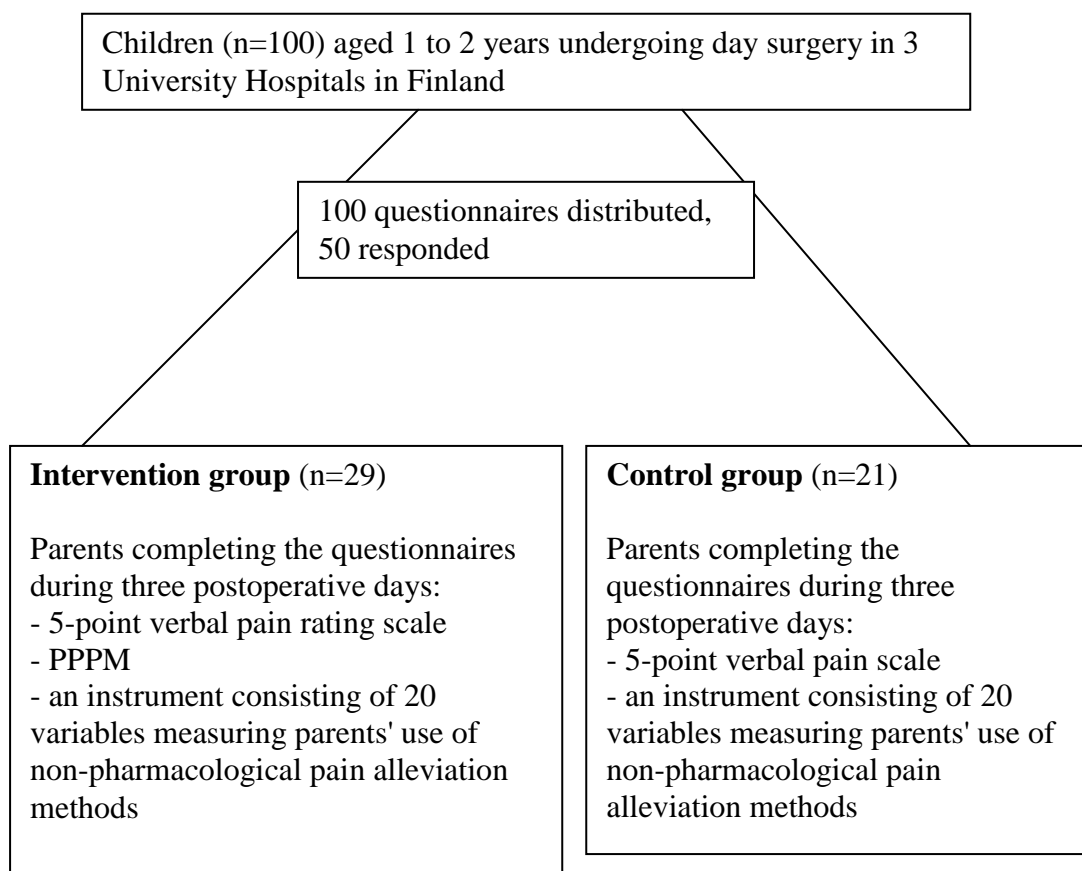 Children (n=100) aged 1 to 2 years undergoing day surgery in 3
University Hospitals in Finland
100 questionnaires distributed,
50 responded
Intervention group (n=29)
Parents completing the questionnaires
during three postoperative days:
- 5-point verbal pain rating scale
- PPPM
- an instrument consisting of 20
variables measuring parents' use of
non-pharmacological pain alleviation
methods
Control group (n=21)
Parents completing the
questionnaires during three
postoperative days:
- 5-point verbal pain scale
- an instrument consisting of 20
variables measuring parents' use of
non-pharmacological pain
alleviation methods